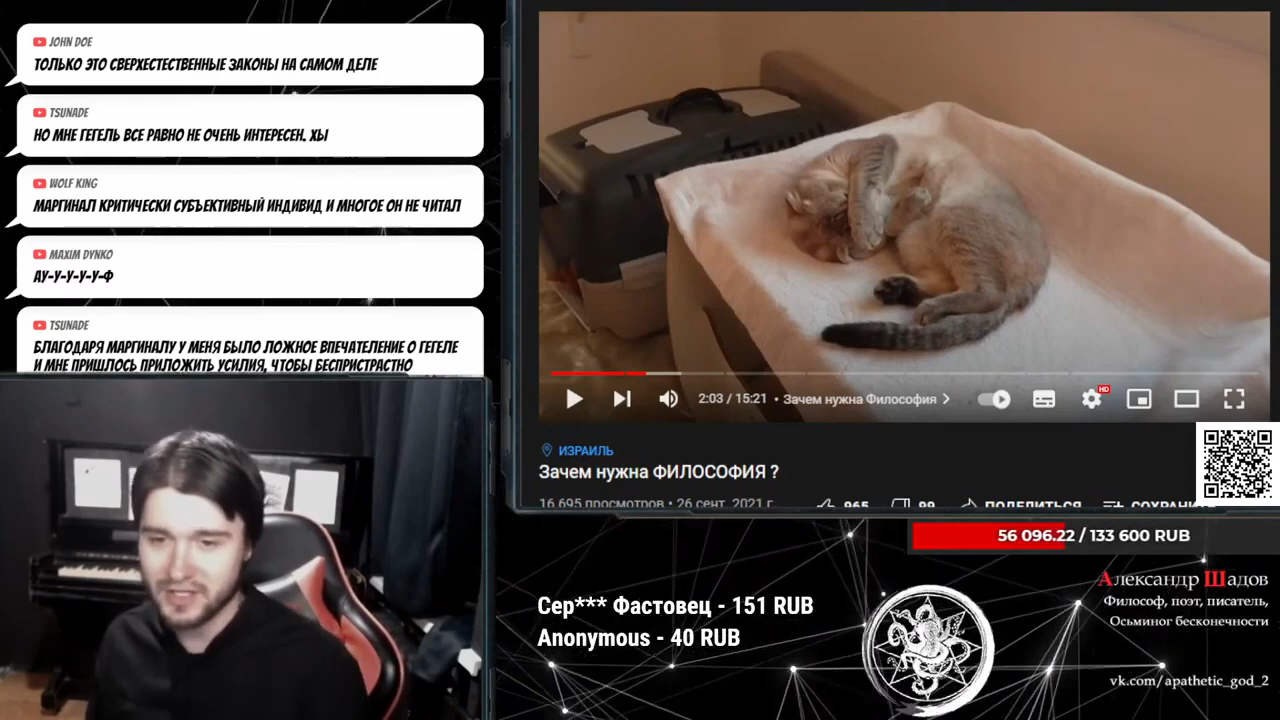 JOHN DOE
ТОЛЬКО ЭТО СВЕРХЕСТЕСТВЕННЫЕ ЗАКОНЫ НА САМОМ ДЕЛЕ
TSUNADE
НО МНЕ ГЕГЕЛЬ ВСЕ РАВНО НЕ ОЧЕНЬ ИНТЕРЕСЕН. ХЫ
WOLF KING
МАРГИНАЛ КРИТИЧЕСКИ СУБЪЕКТИВНЫЙ ИНДИВИД И МНОГОЕ ОН НЕ ЧИТАЛ
MAXIM DYNKO
АУ-У-У-У-У-Ф
TSUNADE
БЛАГОДАРЯ МАРГИНАЛУ У МЕНЯ БЫЛО ЛОЖНОЕ ВПЕЧАТЛЕНИЕ О ГЕГЕЛЕ
И МНЕ ПРИШЛОСЬ ПРИЛОЖИТЬ УСИЛИЯ, ЧТОБЫ БЕСПРИСТРАСТНО
2:03 / 15:21 • Зачем нужна Философия
HD
ИЗРАИЛЬ
Зачем нужна ФИЛОСОФИЯ ?
16 695 просмотров • 26 сент. 2021 г.
965
99
ПОДЕЛИТЬСЯ
СОХРАНИТЬ
56 096.22 / 133 600 RUB
Сер*** Фастовец - 151 RUB
Anonymous - 40 RUB
Александр Шадов
Философ, поэт, писатель,
Осьминог бесконечности
vk.com/apathetic_god_2